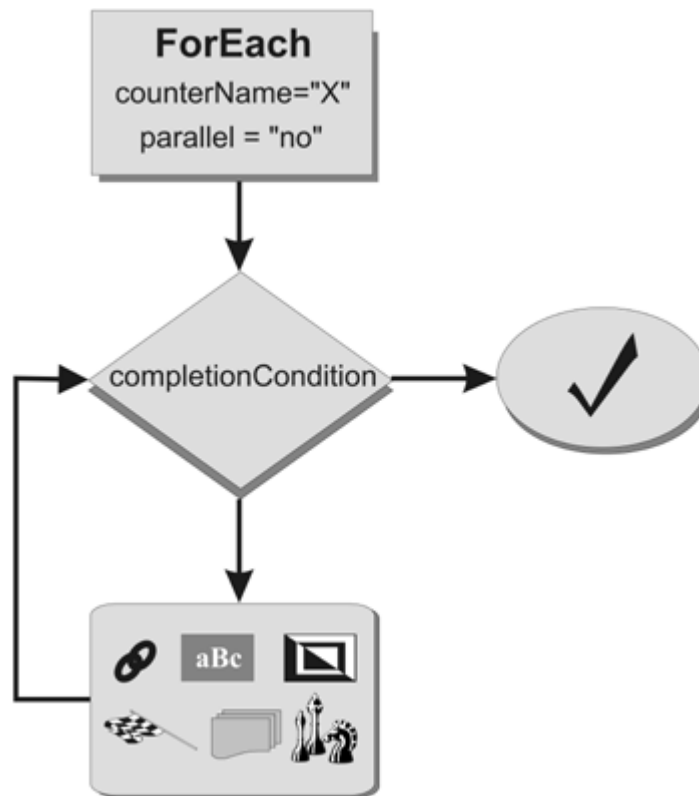 ForEach
counterName="X"
parallel = "no"
completionCondition
aBc